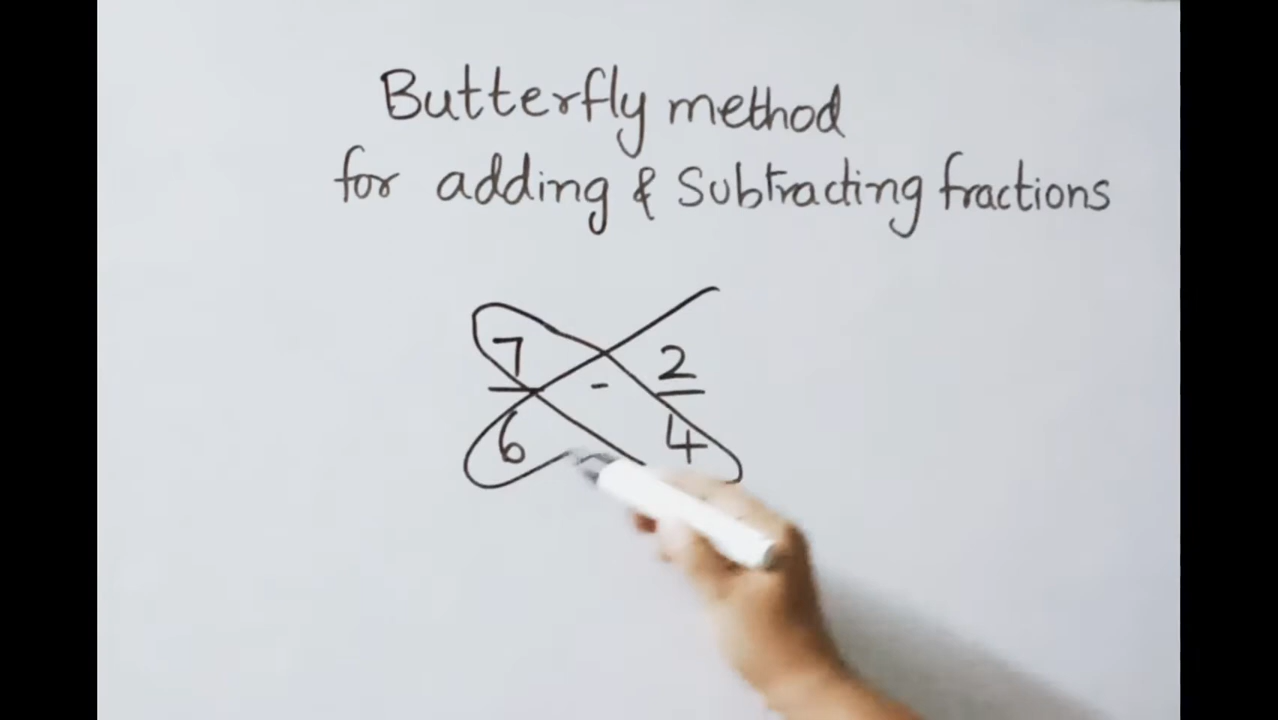 Butterfly method
for adding & Subtracting fractions
7/6 - 2/4